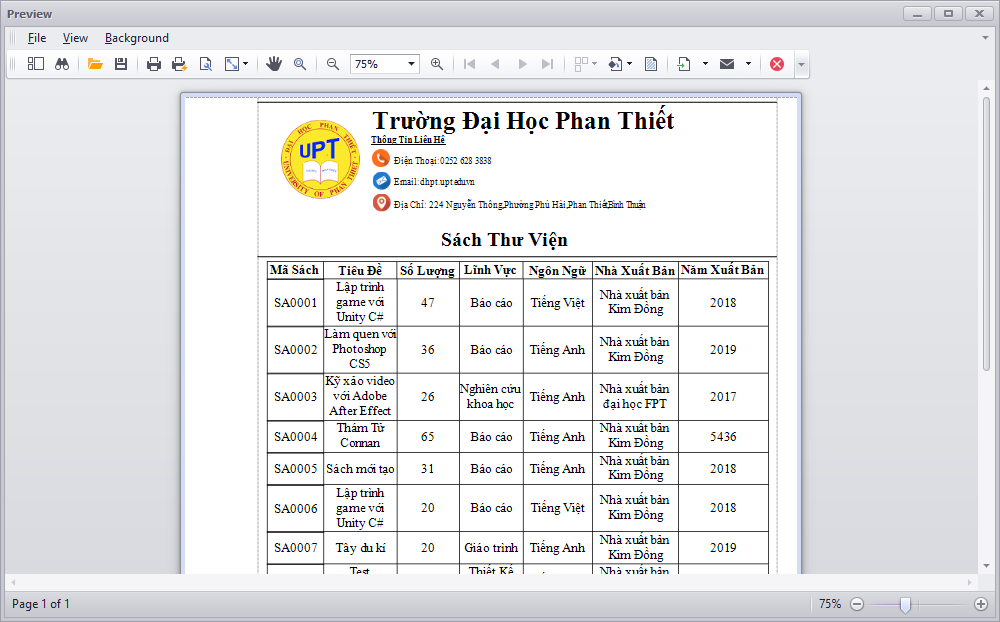 Preview
File View Background
75%
ĐẠI HỌC PHAN THIẾT
UPT
UNIVERSITY OF PHAN THIET
Trường Đại Học Phan Thiết
Thông Tin Liên Hê
Điện Thoại: 0252 628 3838
Email: dhpt.upt.edu.vn
Địa Chỉ: 224 Nguyễn Thông,Phường Phú Hải,Phan Thiết,Bình Thuận
Sách Thư Viện
Mã Sách Tiêu Đề Số Lượng Lĩnh Vực Ngôn Ngữ Nhà Xuất Bản Năm Xuất Bản
SA0001 Lập trình game với Unity C# 47 Báo cáo Tiếng Việt Nhà xuất bản Kim Đồng 2018
SA0002 Làm quen với Photoshop CS5 36 Báo cáo Tiếng Anh Nhà xuất bản Kim Đồng 2019
SA0003 Kỹ xảo video với Adobe After Effect 26 Nghiên cứu khoa học Tiếng Anh Nhà xuất bản đại học FPT 2017
SA0004 Thám Tử Connan 65 Báo cáo Tiếng Anh Nhà xuất bản Kim Đồng 5436
SA0005 Sách mới tạo 31 Báo cáo Tiếng Anh Nhà xuất bản Kim Đồng 2018
SA0006 Lập trình game với Unity C# 20 Báo cáo Tiếng Việt Nhà xuất bản Kim Đồng 2018
SA0007 Tây du kí 20 Giáo trình Tiếng Anh Nhà xuất bản Kim Đồng 2019
Test Thiết Kế Nhà xuất bản
Page 1 of 1 75%